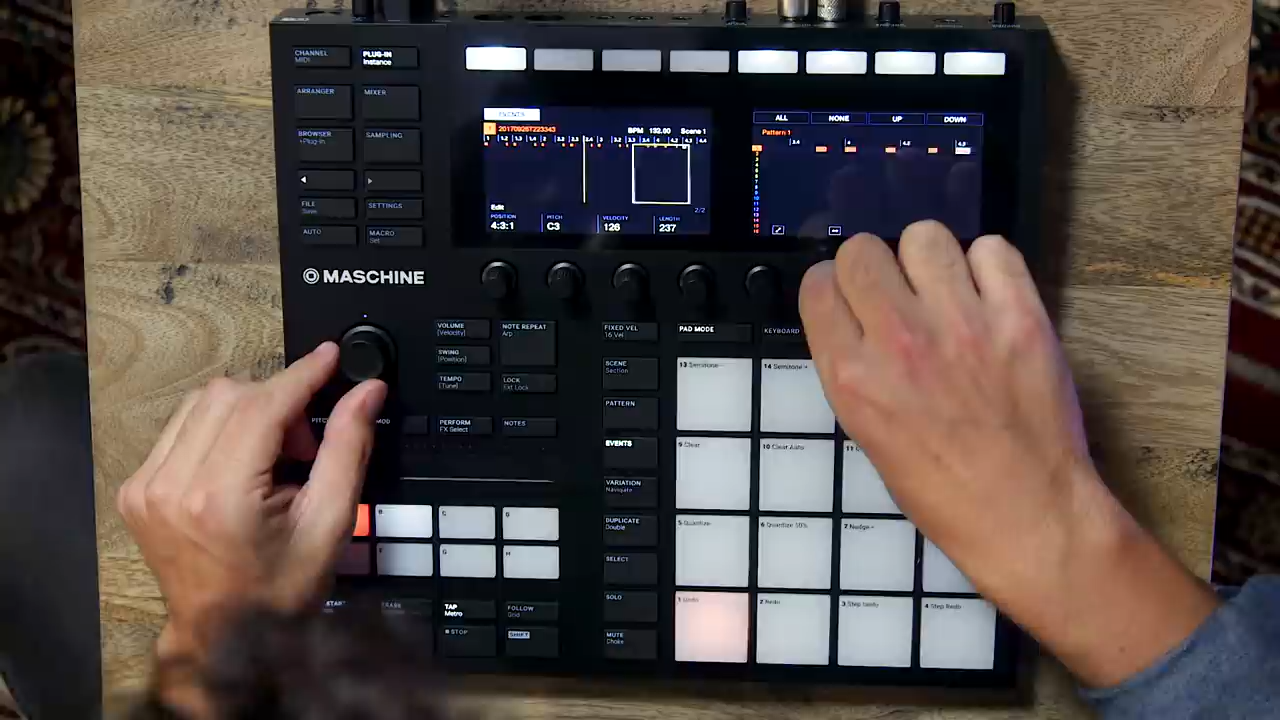 CHANNEL
MIDI
PLUG-IN
Instance
ARRANGER
MIXER
BROWSER
+Plug-In
SAMPLING
FILE
Save
SETTINGS
AUTO
MACRO
Set
MASCHINE
EVENTS
20170926T223343
BPM 132.00 Scene 1
Edit
2/2
POSITION PITCH VELOCITY LENGTH
4:3:1 C3 126 237
ALL NONE UP DOWN
Pattern 1
VOLUME
[Velocity]
SWING
[Position]
TEMPO
[Tune]
NOTE REPEAT
Arp
LOCK
Ext Lock
PERFORM
FX Select
NOTES
FIXED VEL
16 Vel
PAD MODE
KEYBOARD
SCENE
Section
PATTERN
EVENTS
VARIATION
Navigate
DUPLICATE
Double
SELECT
SOLO
MUTE
Choke
13 Semitone-
14 Semitone+
9 Clear
10 Clear Auto
11
5 Quantize
6 Quantize 50%
7 Nudge-
1 Undo
2 Redo
3 Step Undo
4 Step Redo
MOD
B
C
D
F
G
H
TAP
Metro
FOLLOW
Grid
STOP
SHIFT